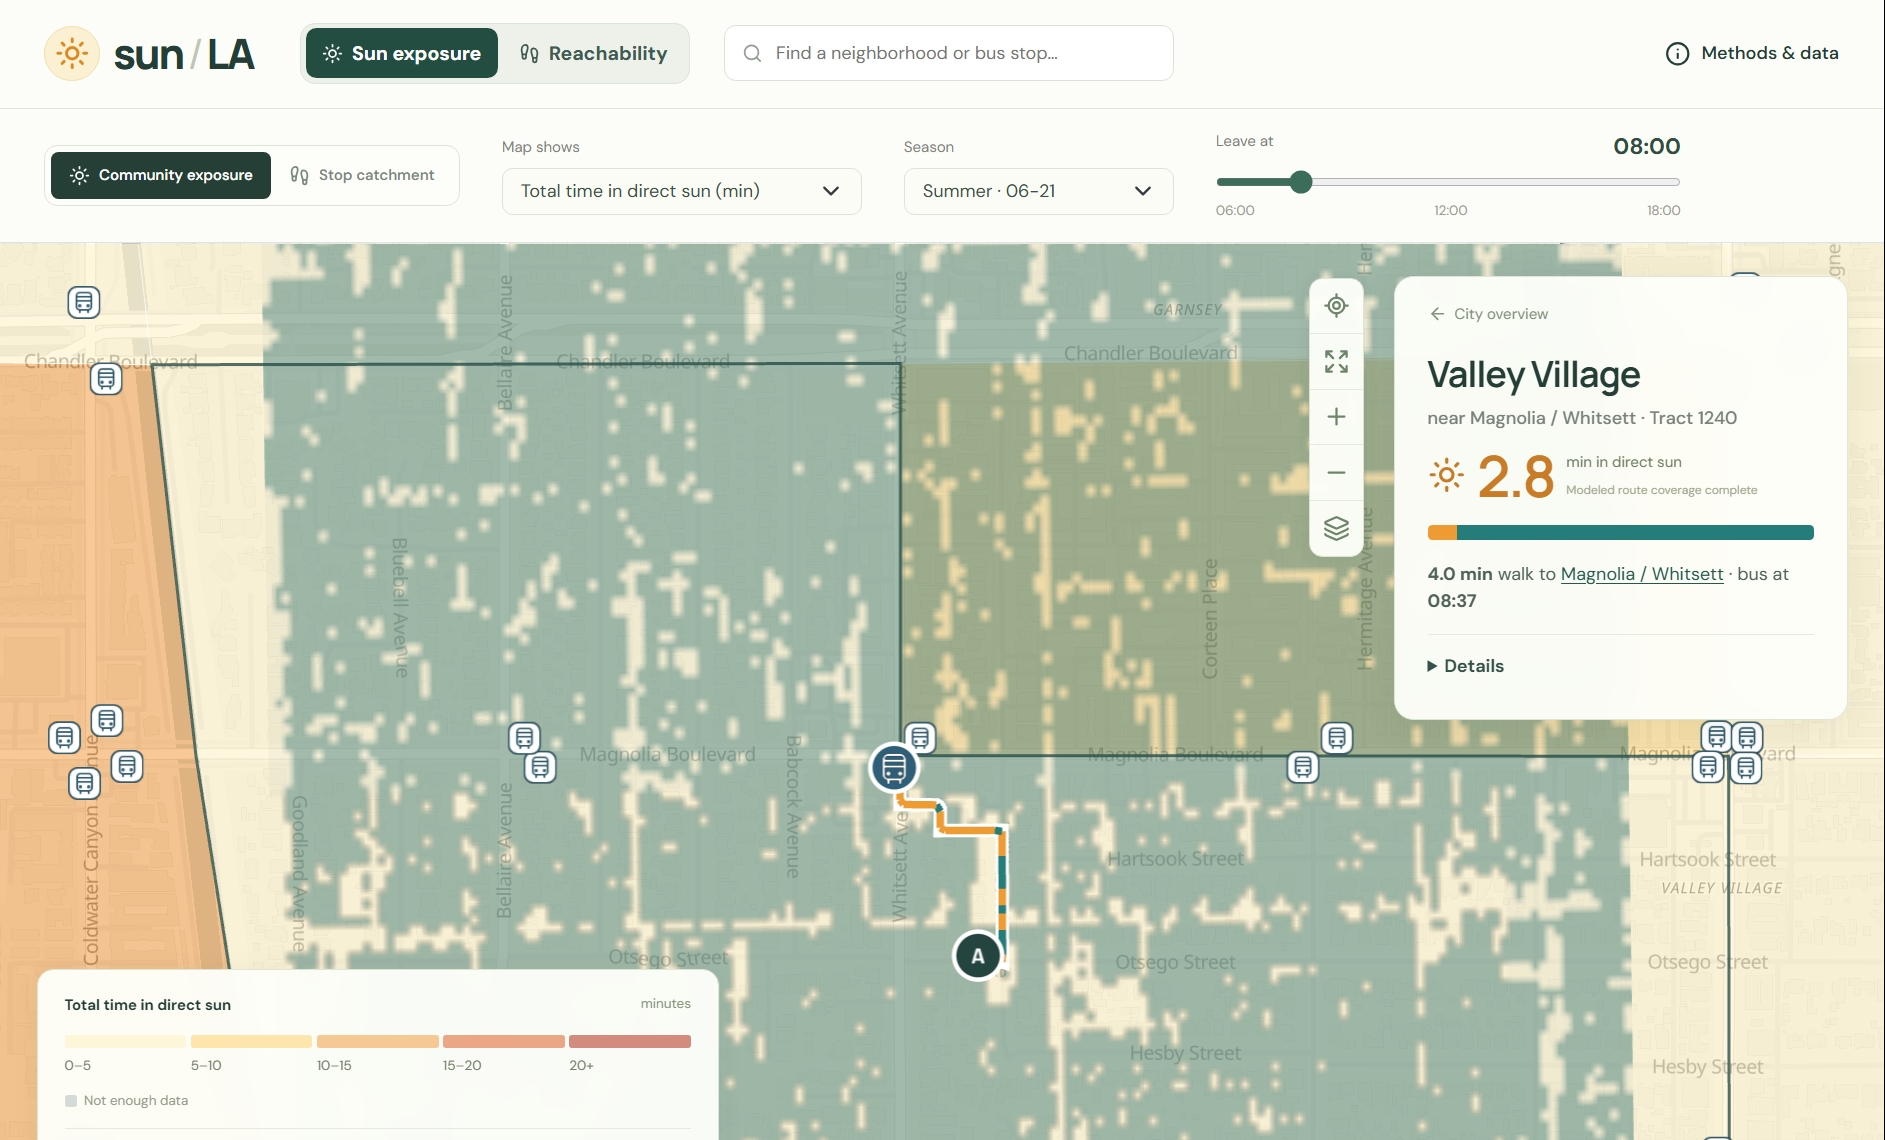 sun / LA
Sun exposure
Reachability
Find a neighborhood or bus stop...
Methods & data
Community exposure
Stop catchment
Map shows
Total time in direct sun (min)
Season
Summer · 06-21
Leave at
08:00
06:00
12:00
18:00
City overview
Valley Village
near Magnolia / Whitsett · Tract 1240
2.8
min in direct sun
Modeled route coverage complete
4.0 min walk to Magnolia / Whitsett · bus at
08:37
Details
GARNSEY
Chandler Boulevard
Chandler Boulevard
Chandler Boulevard
Bellaire Avenue
Whitsett Avenue
Bluebell Avenue
Corteen Place
Hermitage Avenue
Magnolia Boulevard
Magnolia Boulevard
Babcock Avenue
Goodland Avenue
Bellaire Avenue
Whitsett Ave
Coldwater Canyon
Hartsook Street
Hartsook Street
VALLEY VILLAGE
Otsego Street
Otsego Street
Otsego Street
Hesby Street
Hesby Street
A
Total time in direct sun
minutes
0–5
5–10
10–15
15–20
20+
Not enough data